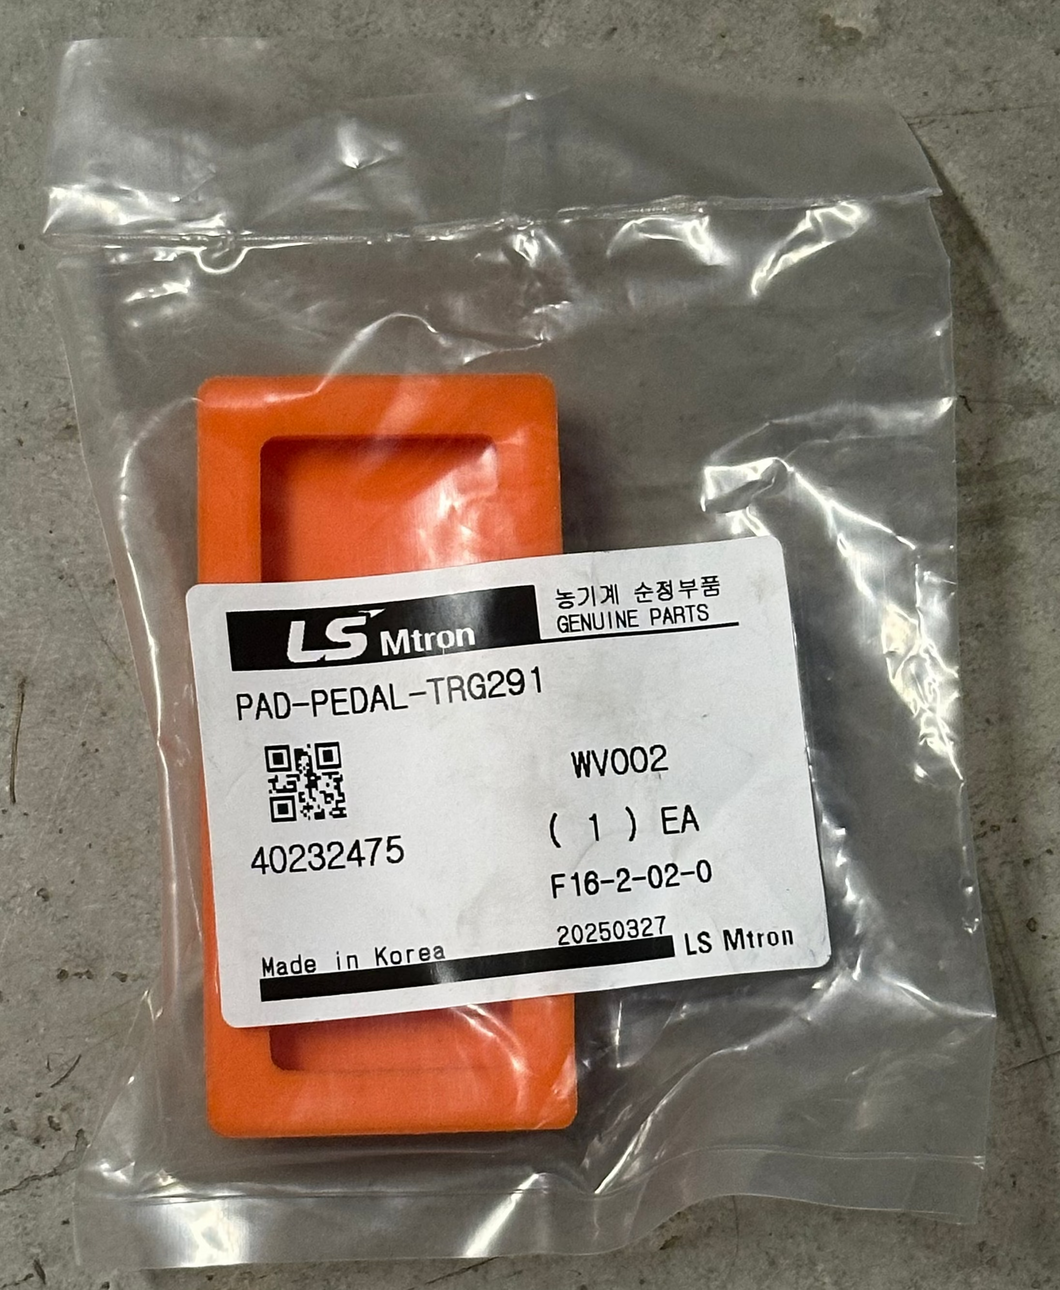 LS Mtron
농기계 순정부품
GENUINE PARTS
PAD-PEDAL-TRG291
WV002
( 1 ) EA
40232475
F16-2-02-0
20250327
Made in Korea
LS Mtron